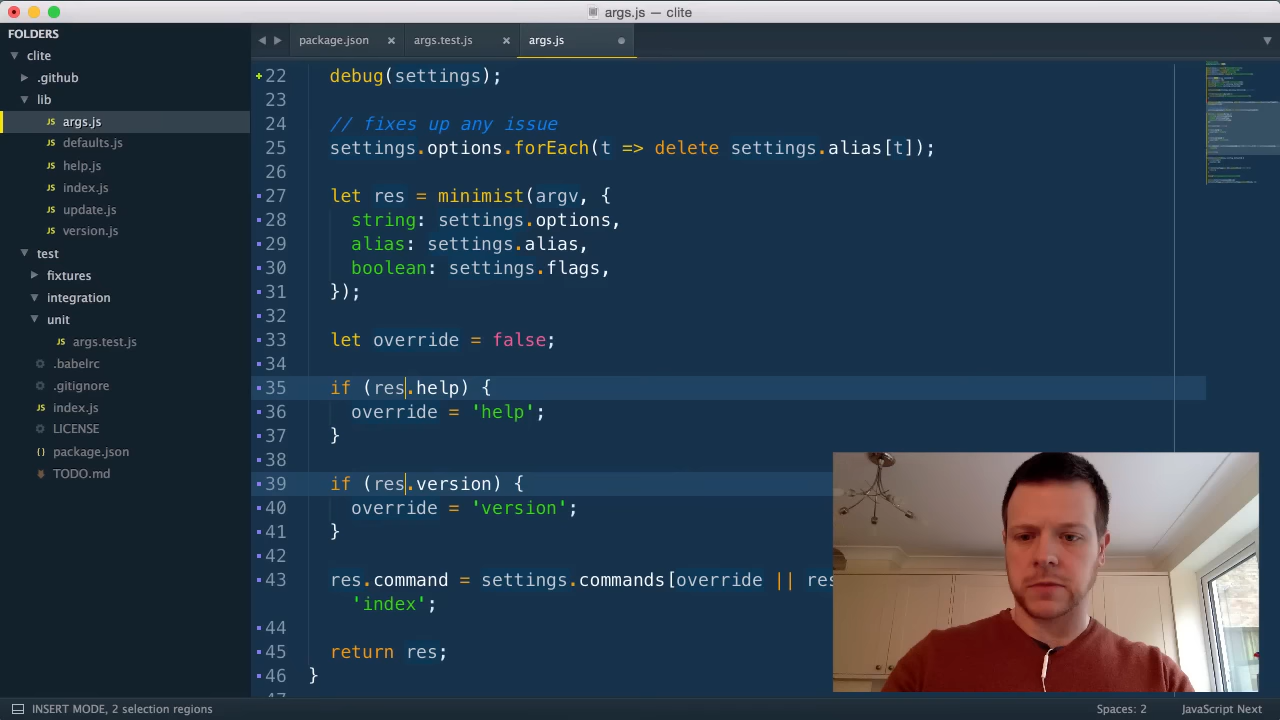 args.js — clite
FOLDERS
clite
.github
lib
args.js
defaults.js
help.js
index.js
update.js
version.js
test
fixtures
integration
unit
args.test.js
.babelrc
.gitignore
index.js
LICENSE
package.json
TODO.md
package.json × args.test.js × args.js
22 debug(settings);
23
24 // fixes up any issue
25 settings.options.forEach(t => delete settings.alias[t]);
26
27 let res = minimist(argv, {
28 string: settings.options,
29 alias: settings.alias,
30 boolean: settings.flags,
31 });
32
33 let override = false;
34
35 if (res.help) {
36 override = 'help';
37 }
38
39 if (res.version) {
40 override = 'version';
41 }
42
43 res.command = settings.commands[override || res
'index';
44
45 return res;
46 }
INSERT MODE, 2 selection regions
Spaces: 2 JavaScript Next